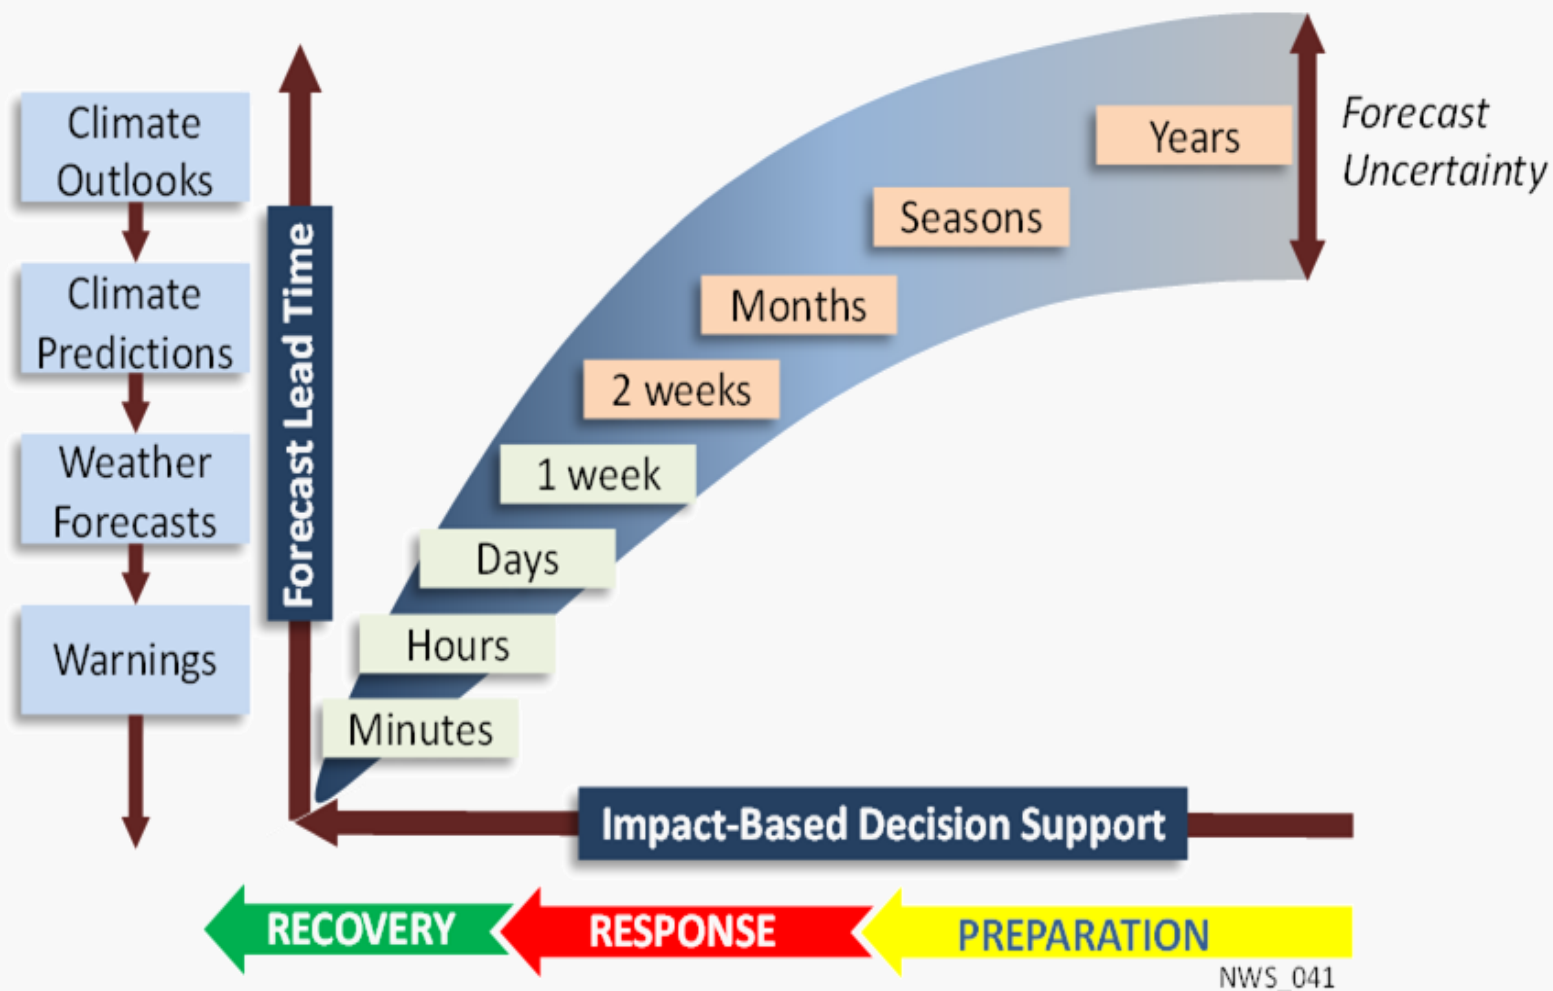 Climate
Outlooks
Climate
Predictions
Weather
Forecasts
Warnings
Forecast Lead Time
Years
Seasons
Months
2 weeks
1 week
Days
Hours
Minutes
Forecast
Uncertainty
Impact-Based Decision Support
RECOVERY
RESPONSE
PREPARATION
NWS_041